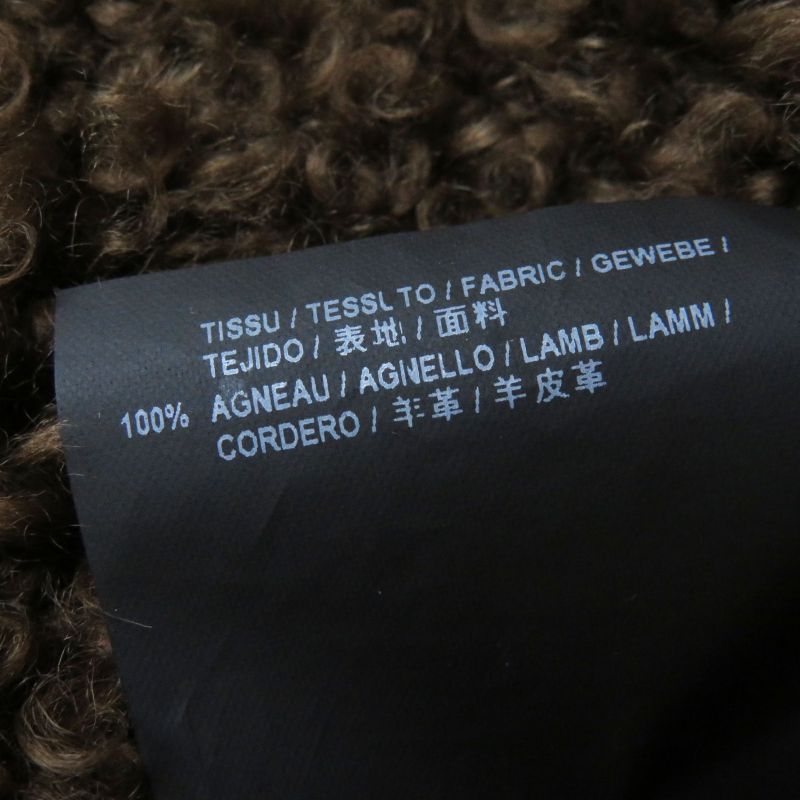 TISSU / TESSUTO / FABRIC / GEWEBE /
TEJIDO / 表地 / 面料
100% AGNEAU / AGNELLO / LAMB / LAMM /
CORDERO / 羊革 / 羊皮革